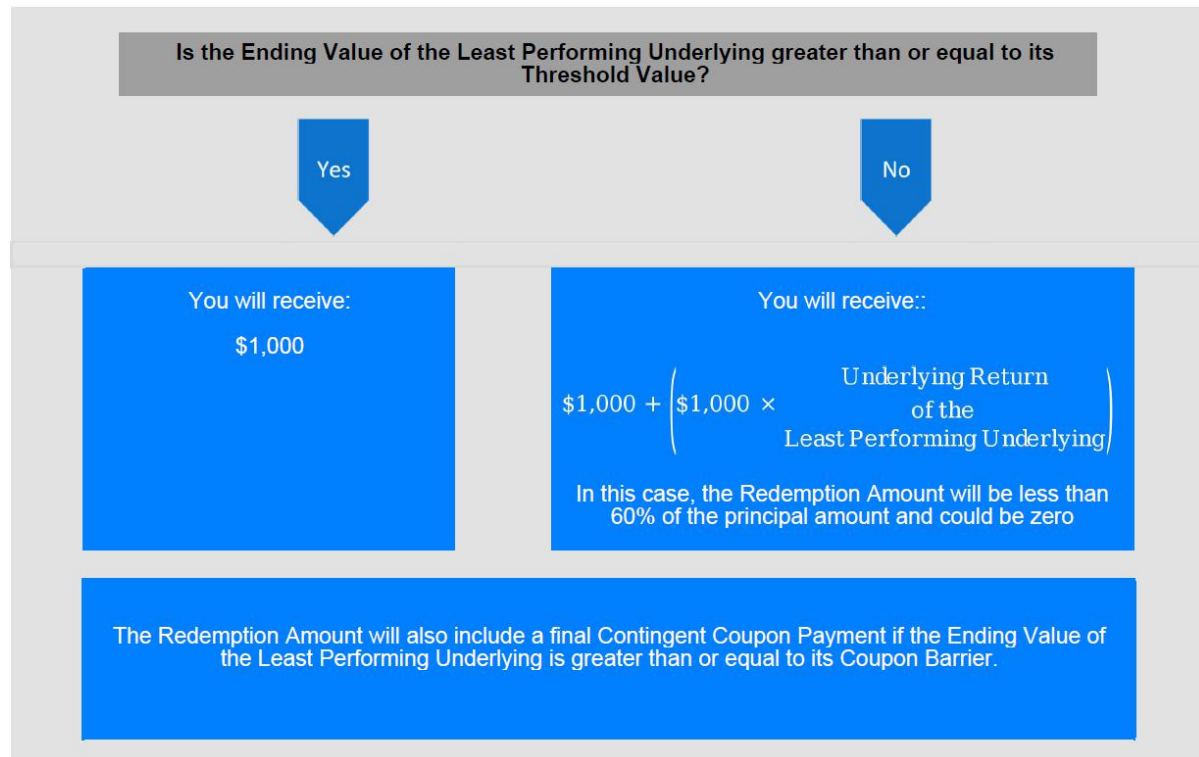 Is the Ending Value of the Least Performing Underlying greater than or equal to its
Threshold Value?
Yes
No
You will receive:
$1,000
You will receive::
$1,000 + ($1,000 × Underlying Return
of the
Least Performing Underlying)
In this case, the Redemption Amount will be less than
60% of the principal amount and could be zero
The Redemption Amount will also include a final Contingent Coupon Payment if the Ending Value of
the Least Performing Underlying is greater than or equal to its Coupon Barrier.